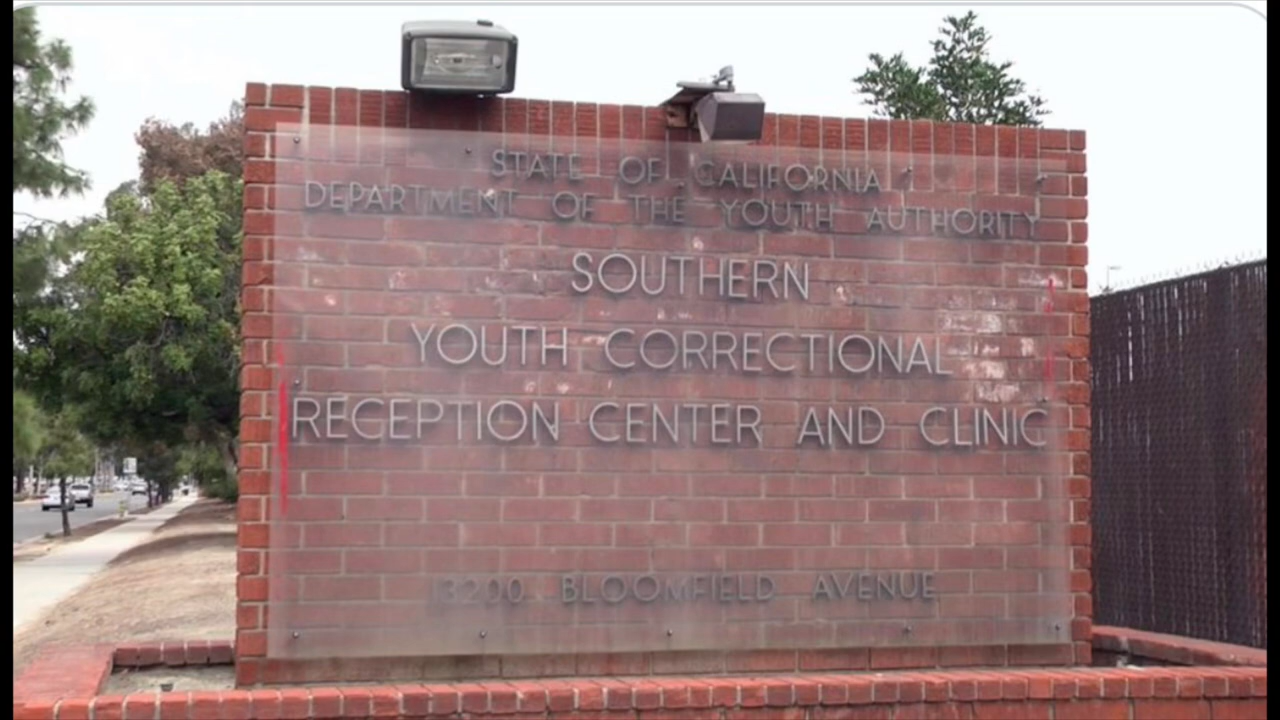 STATE OF CALIFORNIA
DEPARTMENT OF THE YOUTH AUTHORITY
SOUTHERN
YOUTH CORRECTIONAL
RECEPTION CENTER AND CLINIC
13200 BLOOMFIELD AVENUE